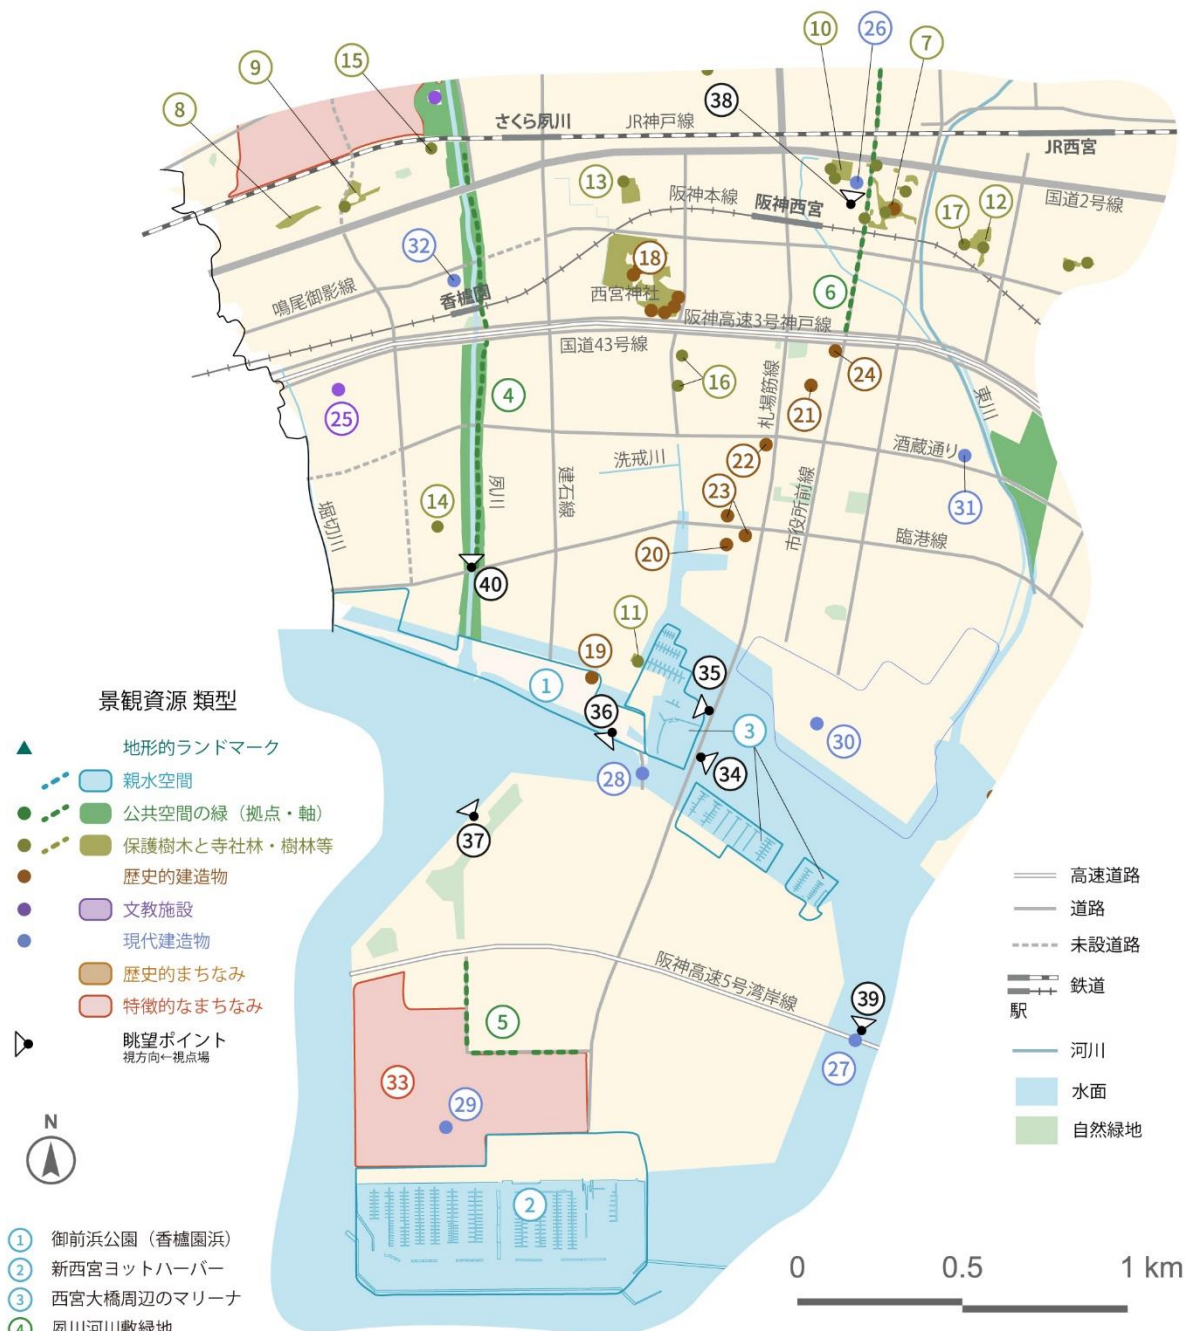 10
26
7
15
9
8
38
さくら夙川
JR神戸線
JR西宮
13
阪神本線
阪神西宮
国道2号線
17
12
32
18
西宮神社
鳴尾御影線
香櫨園
6
阪神高速3号神戸線
国道43号線
16
24
25
4
札場筋線
21
東川
酒蔵通り
22
洗戎川
23
14
夙川
建石線
市役所前線
31
堀切川
20
臨港線
40
11
19
35
1
36
3
30
景観資源 類型
28
34
地形的ランドマーク
親水空間
公共空間の緑（拠点・軸）
37
保護樹木と寺社林・樹林等
歴史的建造物
高速道路
文教施設
道路
現代建造物
未設道路
歴史的まちなみ
阪神高速5号湾岸線
鉄道
特徴的なまちなみ
39
駅
5
眺望ポイント
視方向←視点場
河川
27
33
水面
29
自然緑地
N
2
1 御前浜公園（香櫨園浜）
2 新西宮ヨットハーバー
0 0.5 1 km
3 西宮大橋周辺のマリーナ
4 夙川河川敷緑地